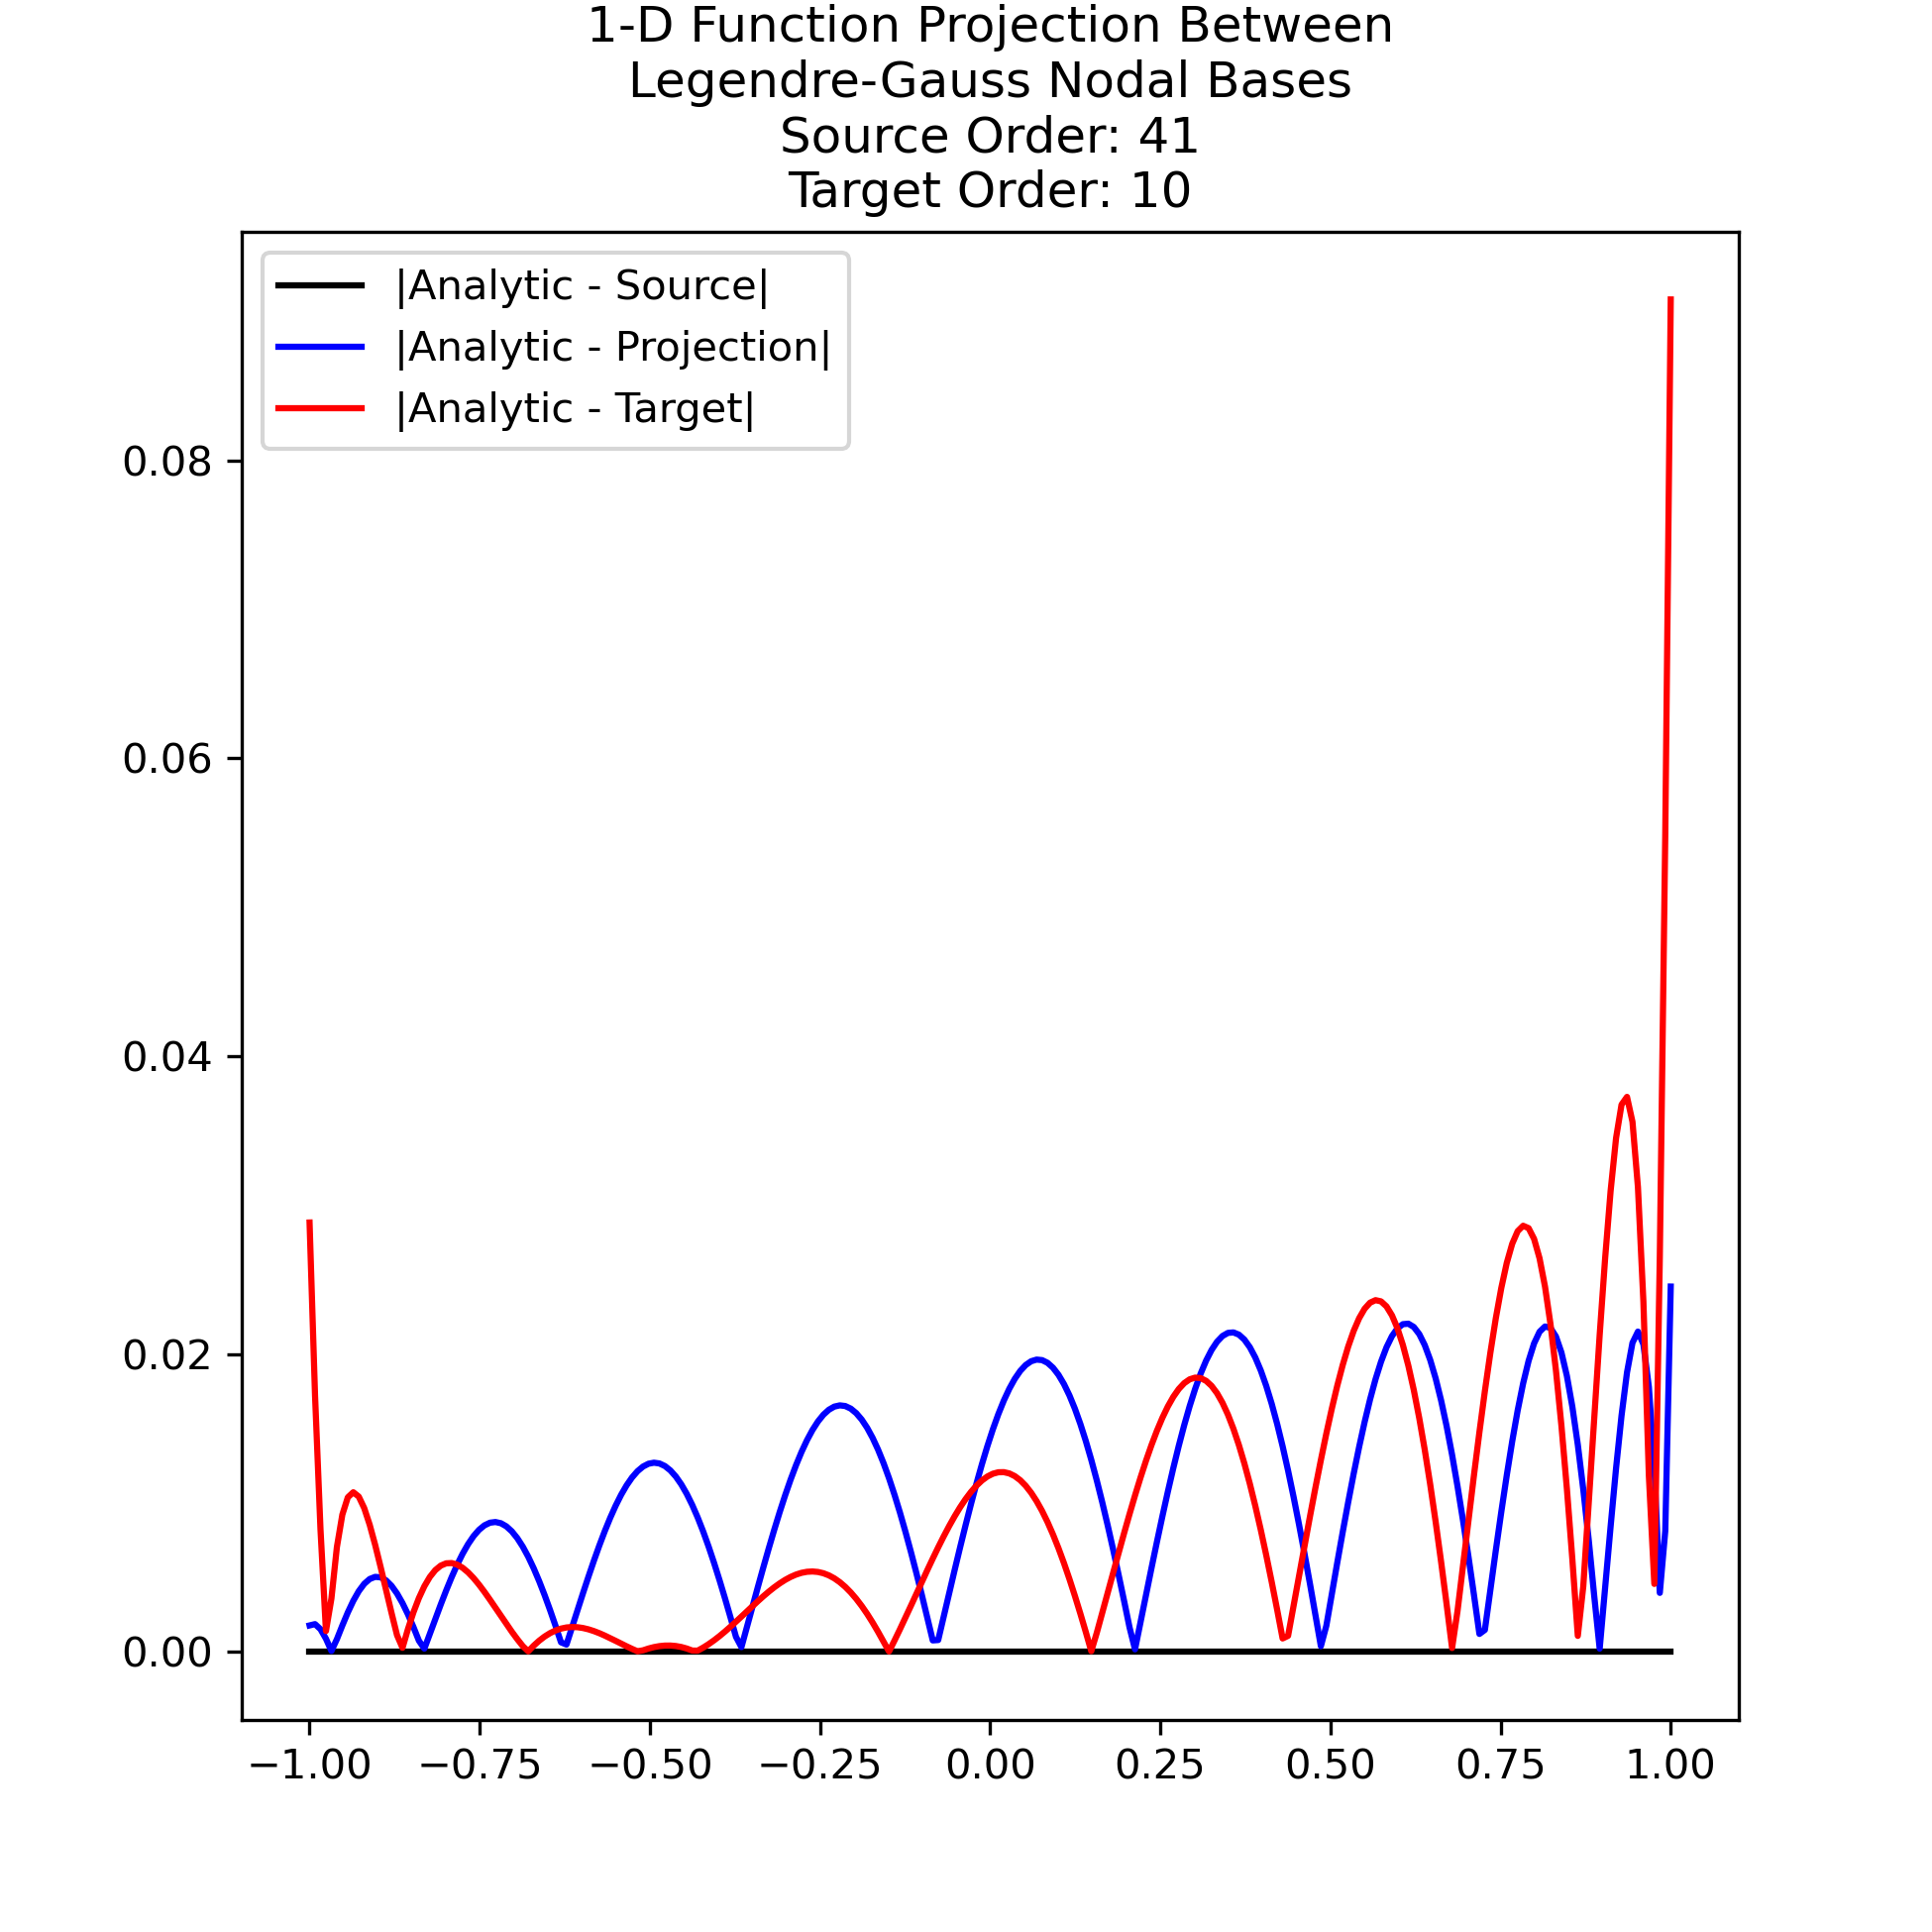 1-D Function Projection Between
Legendre-Gauss Nodal Bases
Source Order: 41
Target Order: 10
|Analytic - Source|
|Analytic - Projection|
|Analytic - Target|
0.08
0.06
0.04
0.02
0.00
−1.00 −0.75 −0.50 −0.25 0.00 0.25 0.50 0.75 1.00